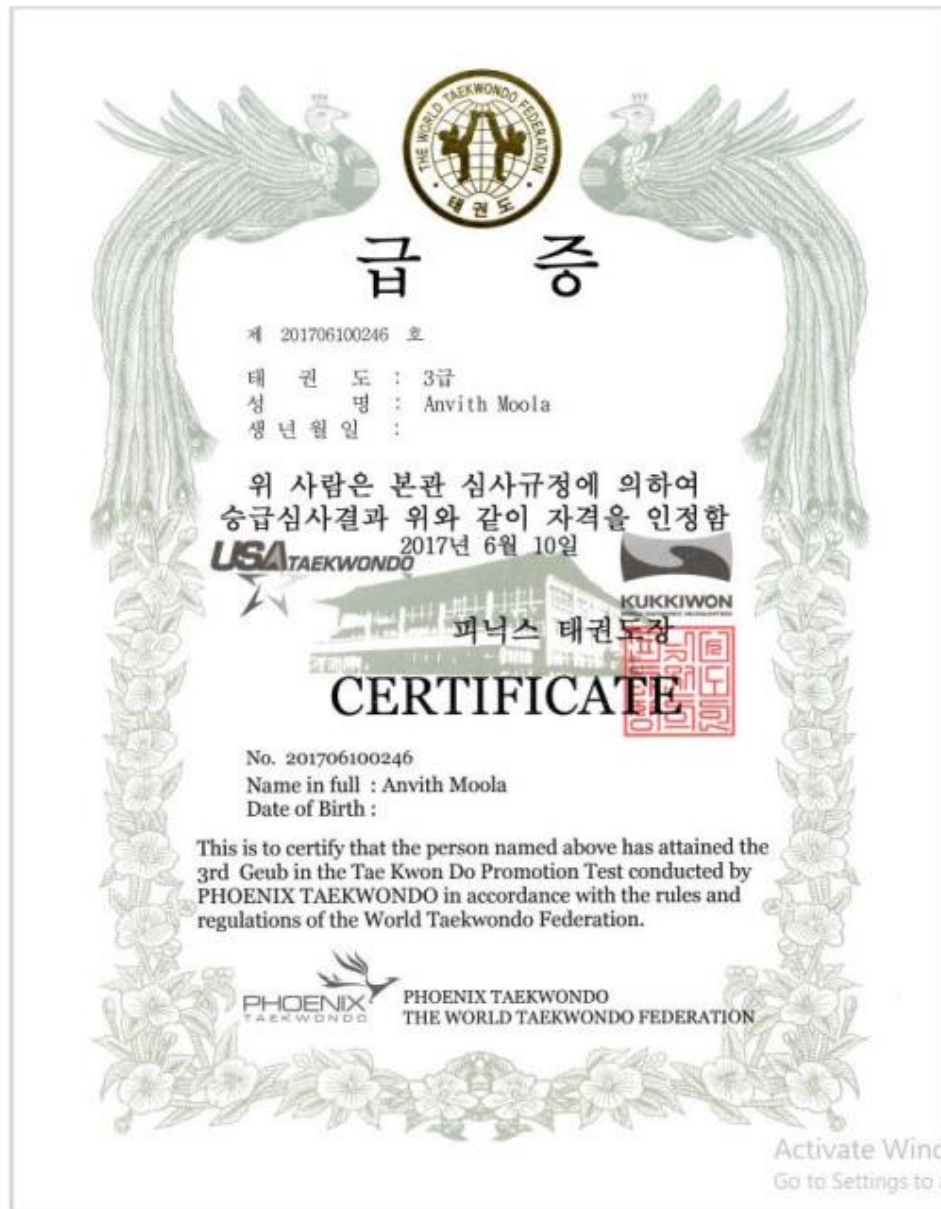 THE WORLD TAEKWONDO FEDERATION
태권도
급 증
제 201706100246 호
태 권 도 : 3급
성 명 : Anvith Moola
생년월일 :
위 사람은 본관 심사규정에 의하여
승급심사결과 위와 같이 자격을 인정함
2017년 6월 10일
USA TAEKWONDO
KUKKIWON
피닉스 태권도장
CERTIFICATE
No. 201706100246
Name in full : Anvith Moola
Date of Birth :
This is to certify that the person named above has attained the
3rd Geub in the Tae Kwon Do Promotion Test conducted by
PHOENIX TAEKWONDO in accordance with the rules and
regulations of the World Taekwondo Federation.
PHOENIX
TAEKWONDO
PHOENIX TAEKWONDO
THE WORLD TAEKWONDO FEDERATION
Activate Wind
Go to Settings to